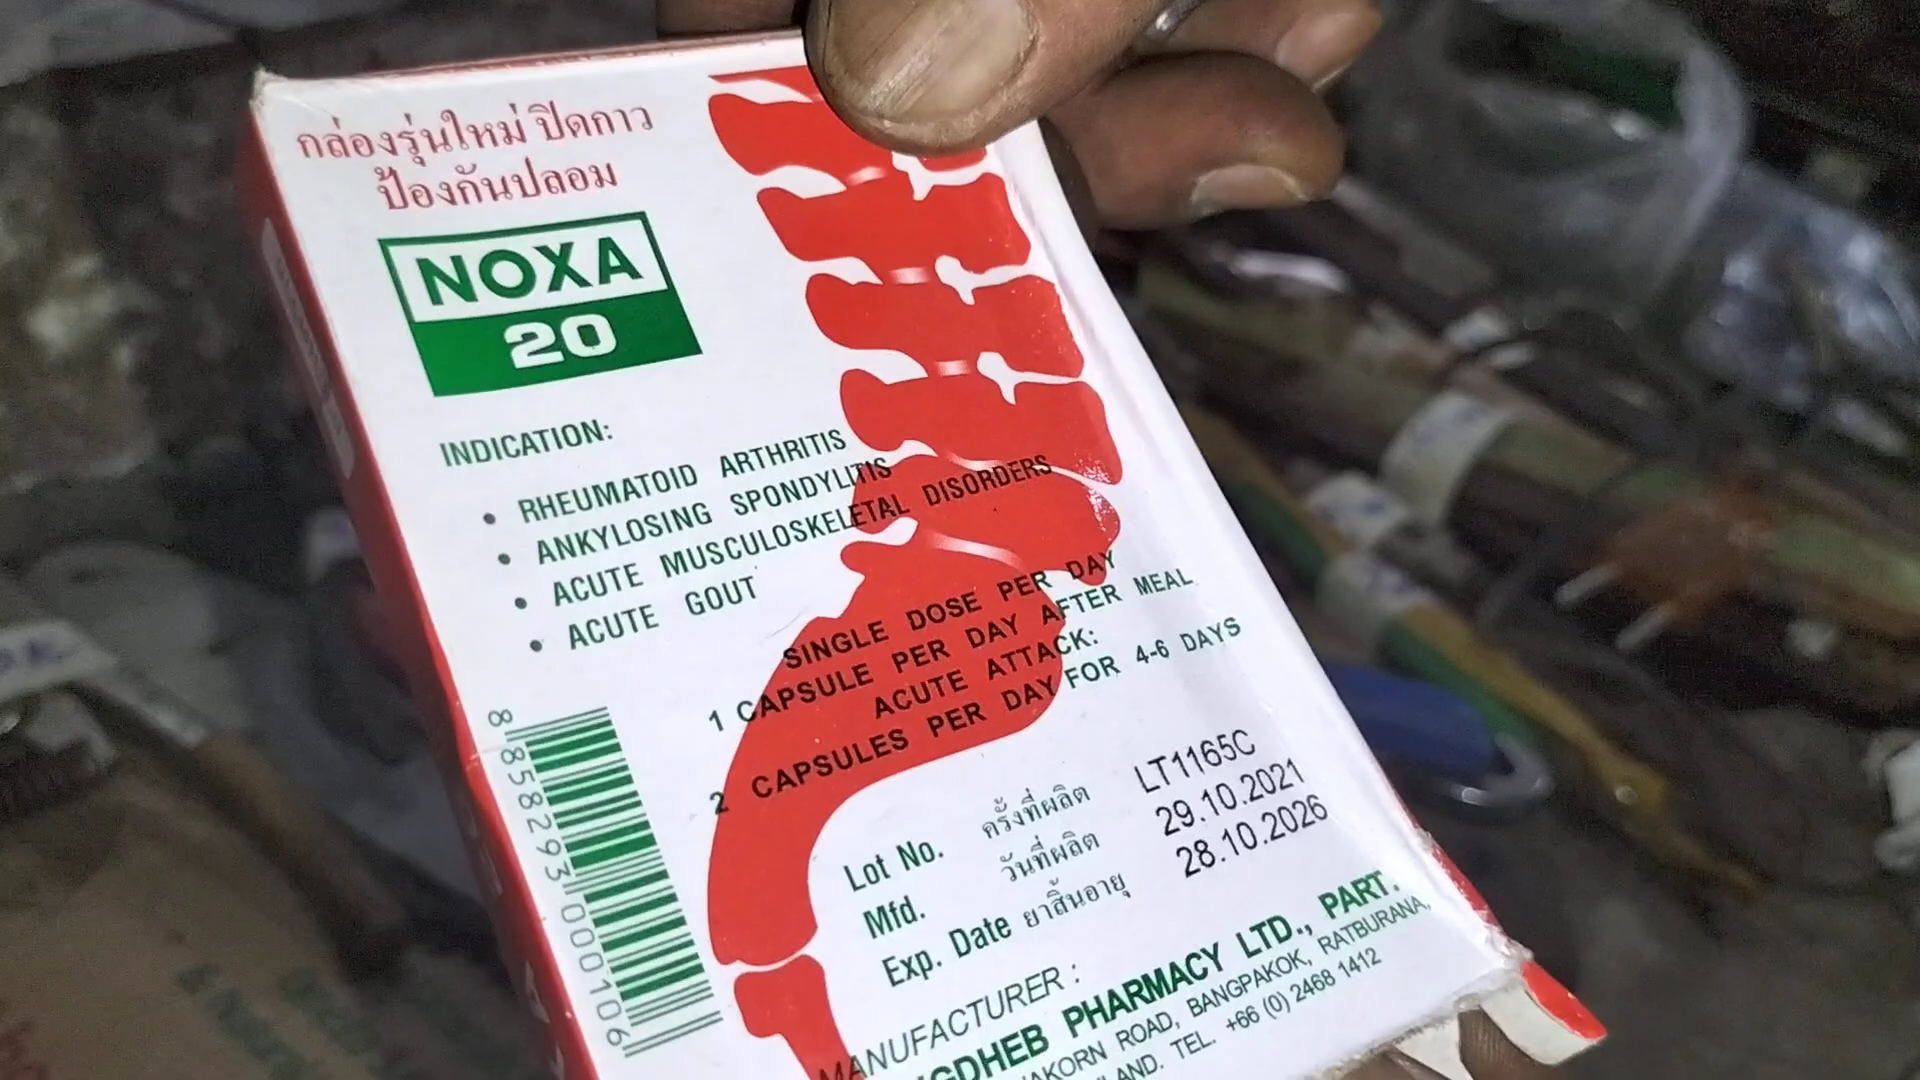 กล่องรุ่นใหม่ ปิดกาว
ป้องกันปลอม
NOXA
20
INDICATION:
• RHEUMATOID ARTHRITIS
• ANKYLOSING SPONDYLITIS
• ACUTE MUSCULOSKELETAL DISORDERS
• ACUTE GOUT
SINGLE DOSE PER DAY
1 CAPSULE PER DAY AFTER MEAL
ACUTE ATTACK:
2 CAPSULES PER DAY FOR 4-6 DAYS
8 858293 000106
Lot No. ครั้งที่ผลิต LT1165C
Mfd. วันที่ผลิต 29.10.2021
Exp. Date ยาสิ้นอายุ 28.10.2026
MANUFACTURER :
PHARMACY LTD., PART.
ROAD, BANGPAKOK, RATBURANA,
TEL. +66 (0) 2468 1412